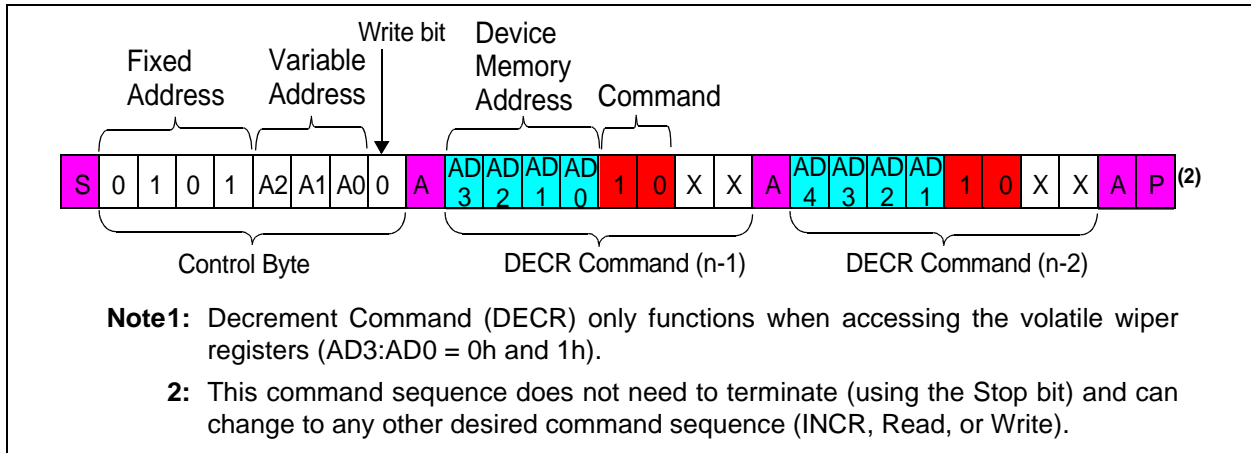 Write bit
Device
Memory
Address
Fixed
Address
Variable
Address
Command
S 0 1 0 1 A2 A1 A0 0 A AD3 AD2 AD1 AD0 1 0 X X A AD4 AD3 AD2 AD1 1 0 X X A P (2)
Control Byte DECR Command (n-1) DECR Command (n-2)
Note1: Decrement Command (DECR) only functions when accessing the volatile wiper
registers (AD3:AD0 = 0h and 1h).
2: This command sequence does not need to terminate (using the Stop bit) and can
change to any other desired command sequence (INCR, Read, or Write).